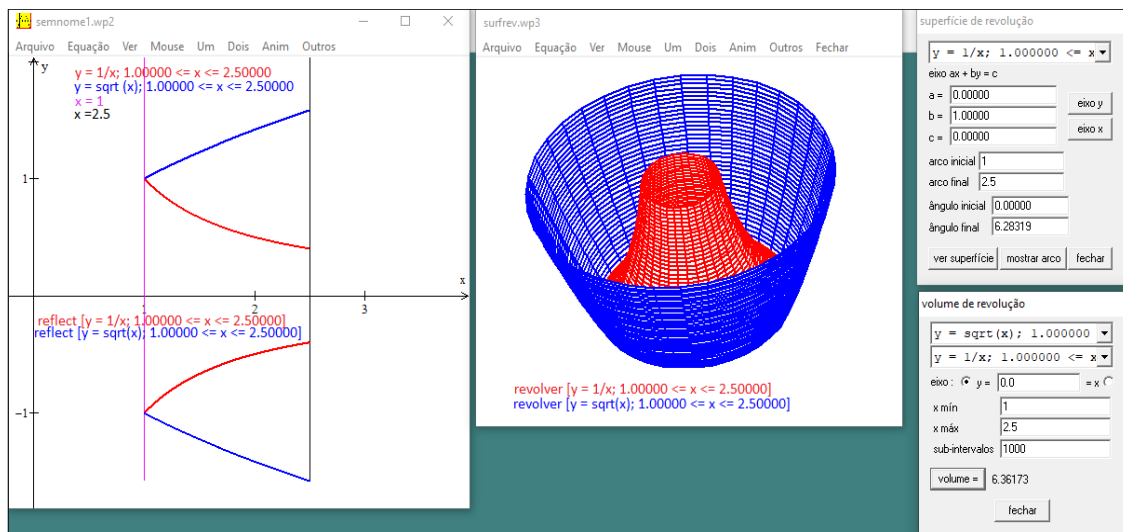 semnome1.wp2
Arquivo Equação Ver Mouse Um Dois Anim Outros
y
y = 1/x; 1.00000 <= x <= 2.50000
y = sqrt (x); 1.00000 <= x <= 2.50000
x = 1
x =2.5
1
x
1 2 3
reflect [y = 1/x; 1.00000 <= x <= 2.50000]
reflect [y = sqrt(x); 1.00000 <= x <= 2.50000]
-1
surfrev.wp3
Arquivo Equação Ver Mouse Um Dois Anim Outros Fechar
revolver [y = 1/x; 1.00000 <= x <= 2.50000]
revolver [y = sqrt(x); 1.00000 <= x <= 2.50000]
superfície de revolução
y = 1/x; 1.000000 <= x
eixo ax + by = c
a = 0.00000
b = 1.00000
c = 0.00000
eixo y
eixo x
arco inicial 1
arco final 2.5
ângulo inicial 0.00000
ângulo final 6.28319
ver superfície mostrar arco fechar
volume de revolução
y = sqrt(x); 1.000000
y = 1/x; 1.000000 <= x
eixo : y = 0.0 = x
x mín 1
x máx 2.5
sub-intervalos 1000
volume = 6.36173
fechar